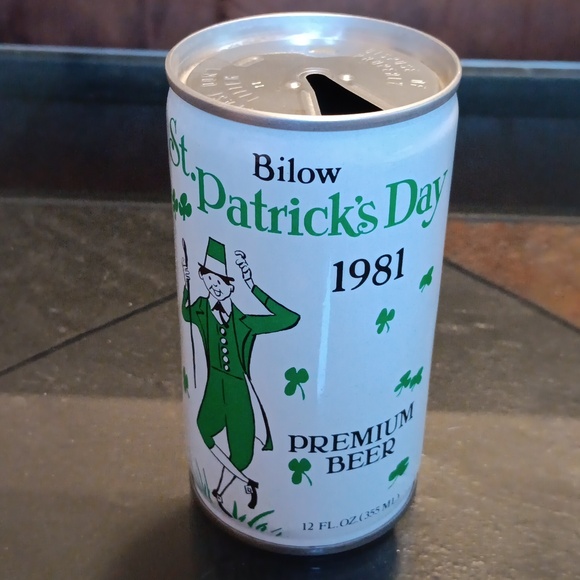 Bilow
St. Patrick's Day
1981
PREMIUM
BEER
12 FL. OZ (355 ML)